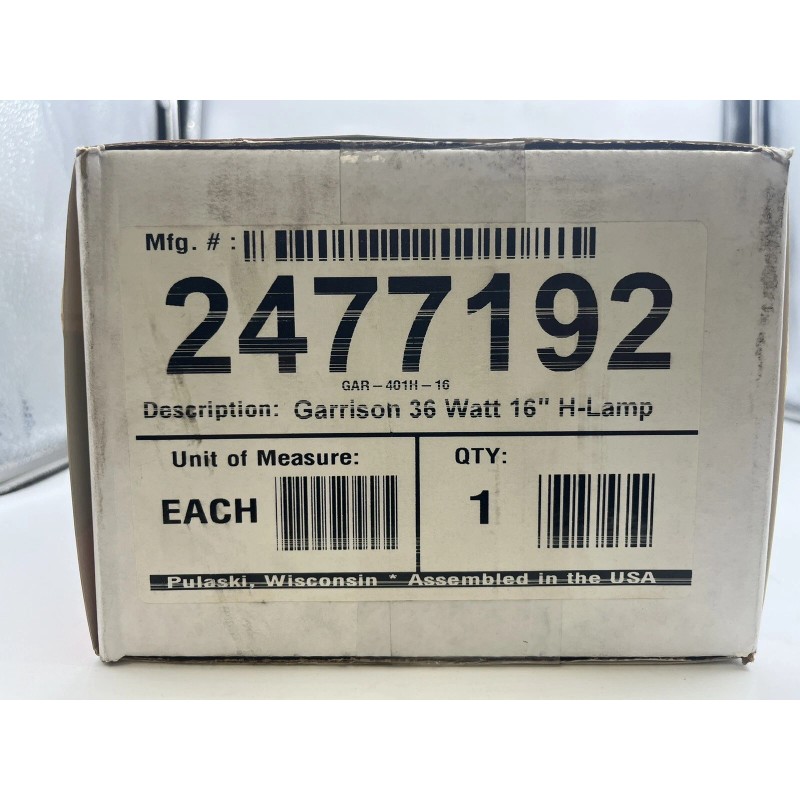 Mfg. # :
2477192
GAR-401H-16
Description: Garrison 36 Watt 16" H-Lamp
Unit of Measure:
EACH
QTY:
1
Pulaski, Wisconsin * Assembled in the USA